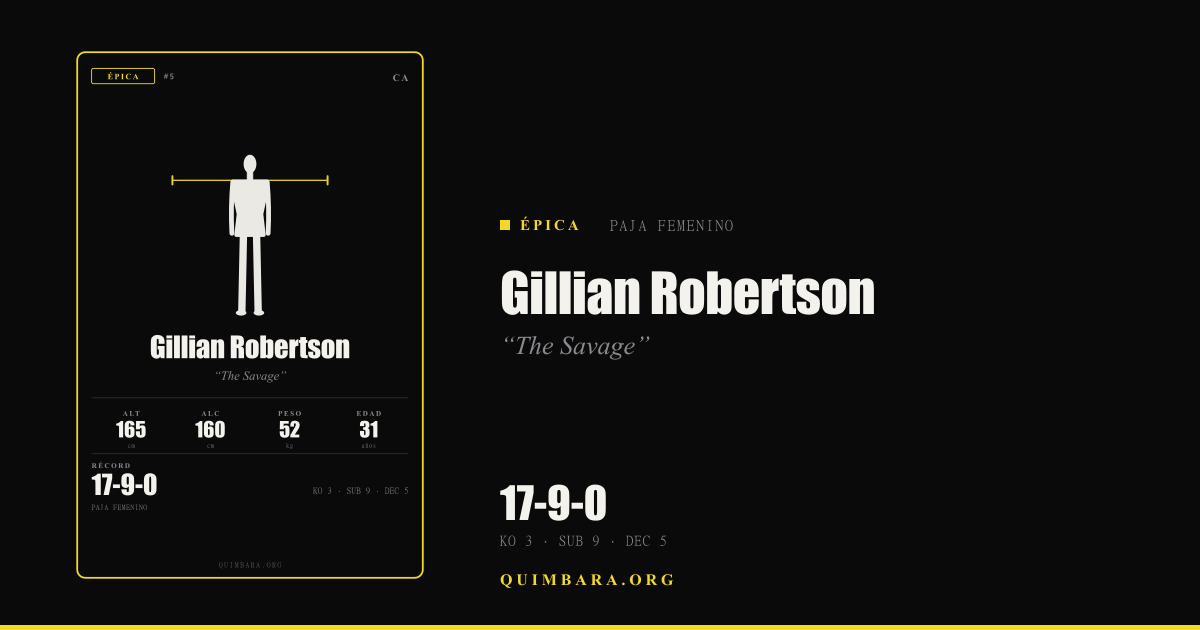 ÉPICA #5 CA
Gillian Robertson
“The Savage”
ALT ALC PESO EDAD
165 160 52 31
cm cm kg años
RÉCORD
17-9-0
KO 3 · SUB 9 · DEC 5
PAJA FEMENINO
QUIMBARA.ORG
ÉPICA PAJA FEMENINO
Gillian Robertson
“The Savage”
17-9-0
KO 3 · SUB 9 · DEC 5
QUIMBARA.ORG